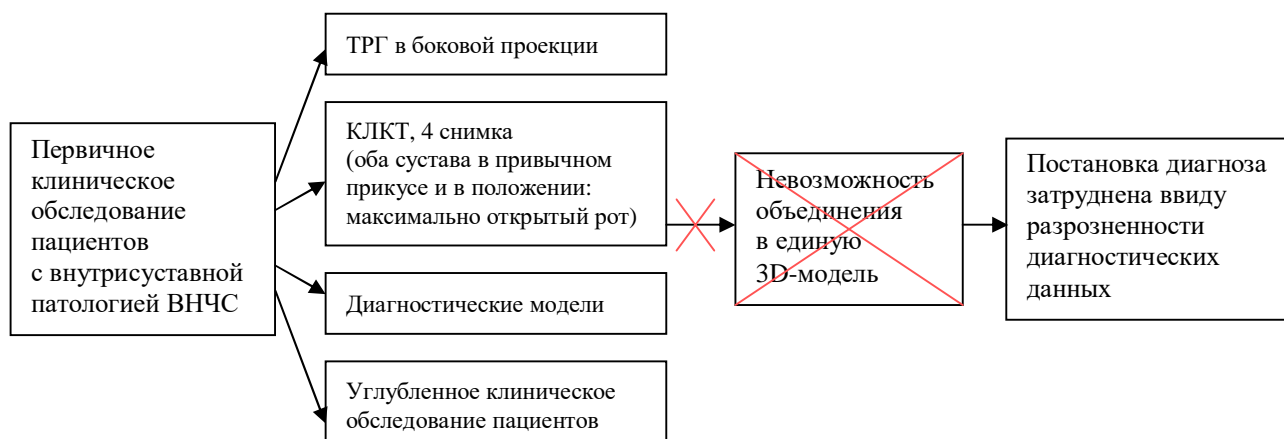 Первичное
клиническое
обследование
пациентов
с внутрисуставной
патологией ВНЧС
ТРГ в боковой проекции
КЛКТ, 4 снимка
(оба сустава в привычном
прикусе и в положении:
максимально открытый рот)
Диагностические модели
Углубленное клиническое
обследование пациентов
Невозможность
объединения
в единую
3D-модель
Постановка диагноза
затруднена ввиду
разрозненности
диагностических
данных